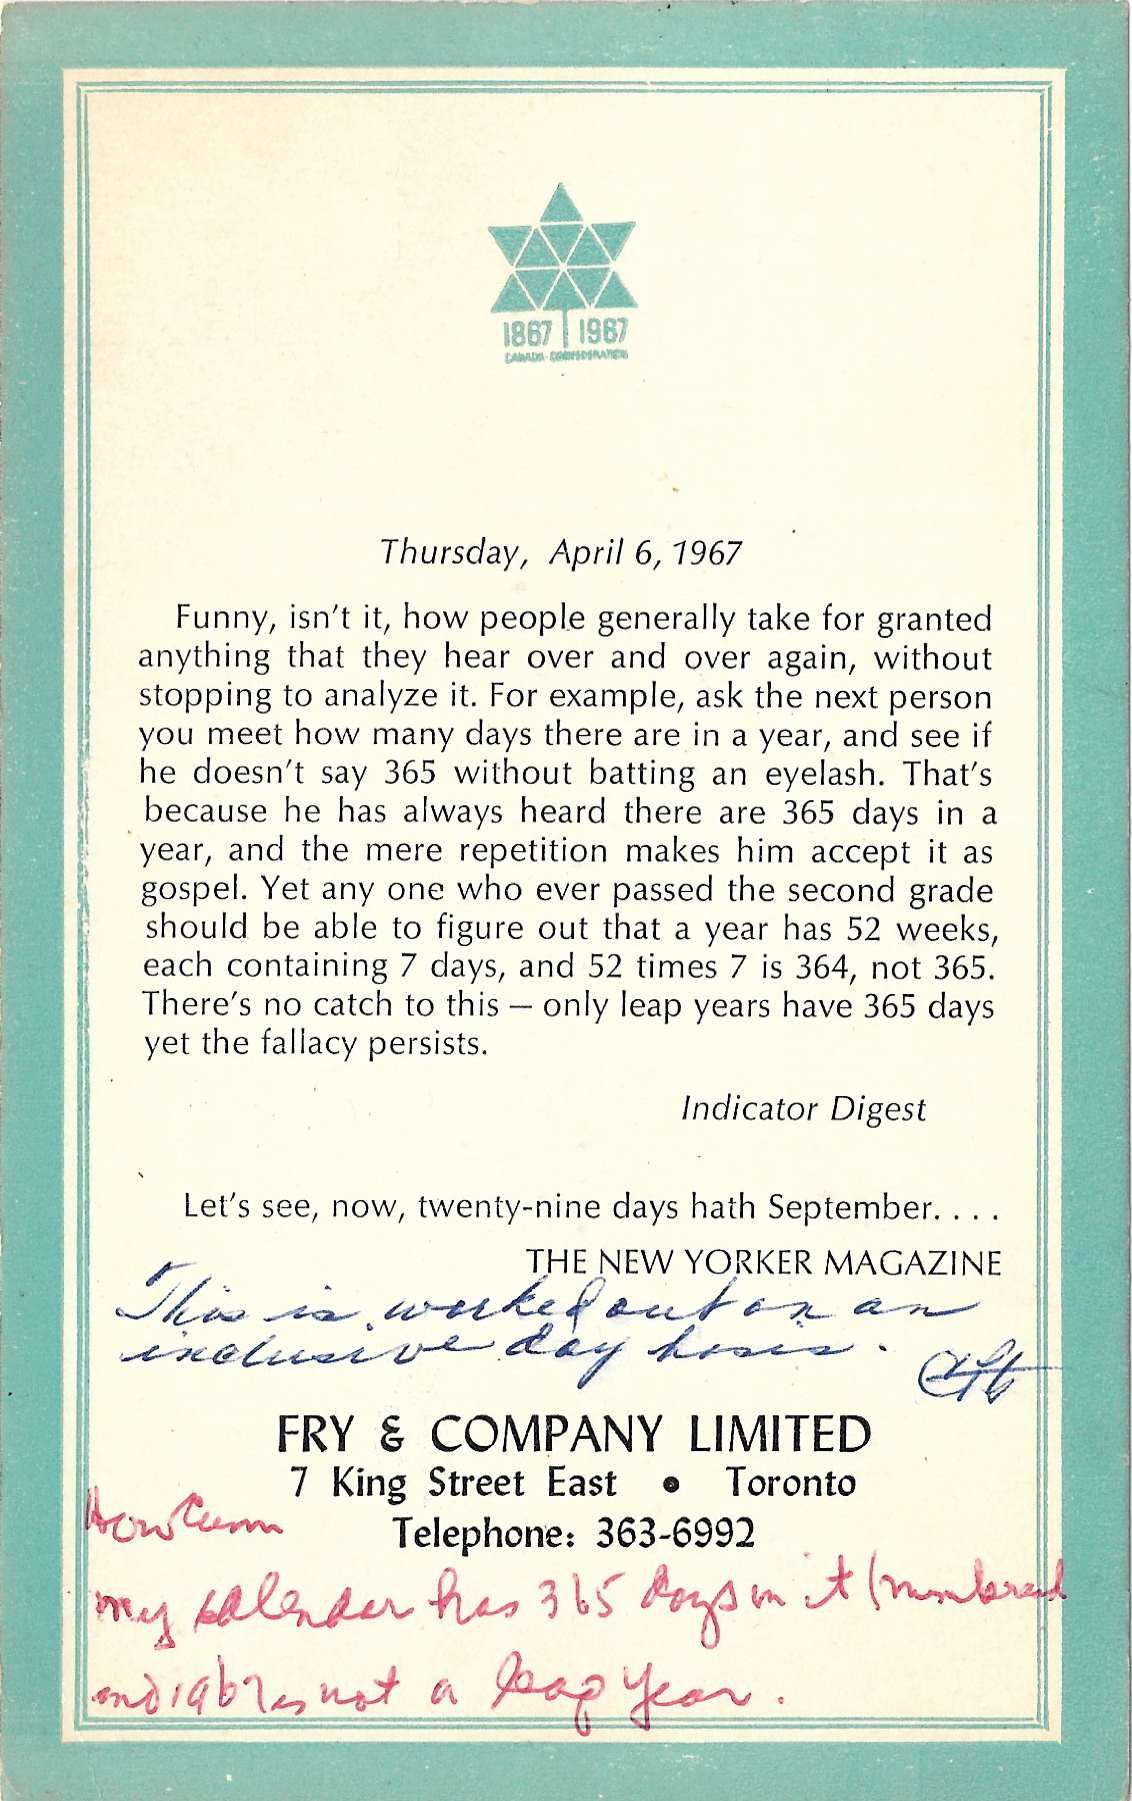 1867 1967
CANADA · CONFEDERATION
Thursday, April 6, 1967
Funny, isn't it, how people generally take for granted
anything that they hear over and over again, without
stopping to analyze it. For example, ask the next person
you meet how many days there are in a year, and see if
he doesn't say 365 without batting an eyelash. That's
because he has always heard there are 365 days in a
year, and the mere repetition makes him accept it as
gospel. Yet any one who ever passed the second grade
should be able to figure out that a year has 52 weeks,
each containing 7 days, and 52 times 7 is 364, not 365.
There's no catch to this — only leap years have 365 days
yet the fallacy persists.
Indicator Digest
Let's see, now, twenty-nine days hath September. . . .
THE NEW YORKER MAGAZINE
This is worked out on an
inclusive day basis.
FRY & COMPANY LIMITED
7 King Street East • Toronto
Telephone: 363-6992
How Cumm
my calendar has 365 days in it (numbered
and 1967 is not a leap year.